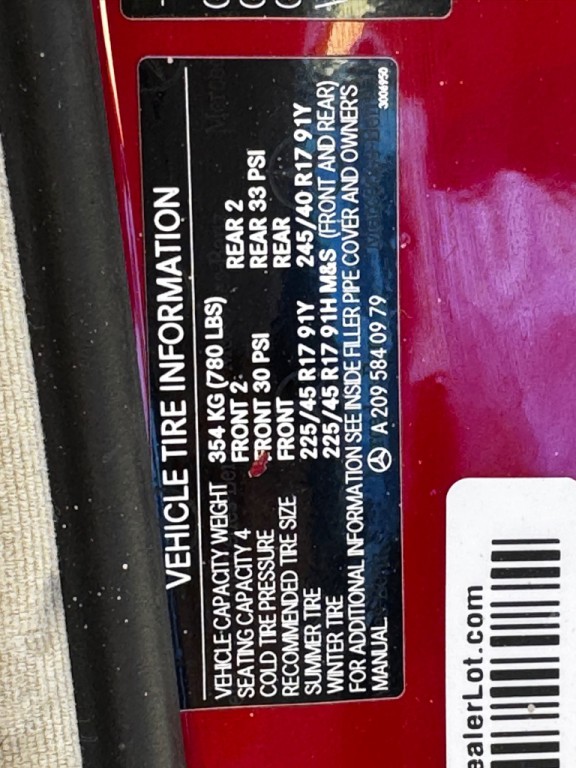 VEHICLE TIRE INFORMATION
VEHICLE-CAPACITY WEIGHT 354 KG (780 LBS)
SEATING CAPACITY 4 FRONT 2 REAR 2
COLD TIRE PRESSURE FRONT 30 PSI REAR 33 PSI
RECOMMENDED TIRE SIZE FRONT REAR
SUMMER TIRE 225/45 R17 91Y 245/40 R17 91Y
WINTER TIRE 225/45 R17 91H M&S (FRONT AND REAR)
FOR ADDITIONAL INFORMATION SEE INSIDE FILLER PIPE COVER AND OWNER'S
MANUAL. A 209 584 09 79 3006950
ealerLot.com